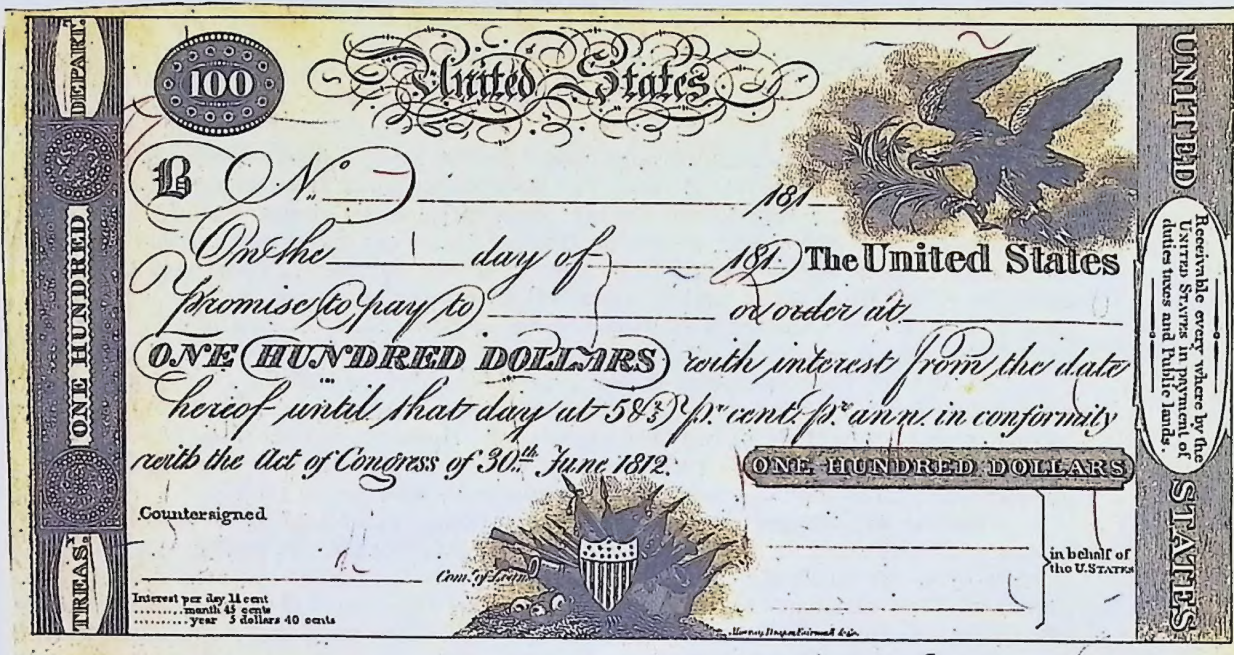 TREAS.Y DEPART.
ONE HUNDRED
100
United States
B No. 181
On the day of 181 The United States
promise to pay to or order at
ONE HUNDRED DOLLARS with interest from the date
hereof until that day at 5&2/5 pr. cent. pr. ann. in conformity
with the Act of Congress of 30th June 1812.
ONE HUNDRED DOLLARS
Countersigned
Com.r of Loans
in behalf of
the U.STATES
Interest per day 1½ cent
month 45 cents
year 5 dollars 40 cents
Murray, Draper Fairman & Co.
UNITED STATES
Receivable every where by the
UNITED STATES in payment of
duties taxes and Public lands.